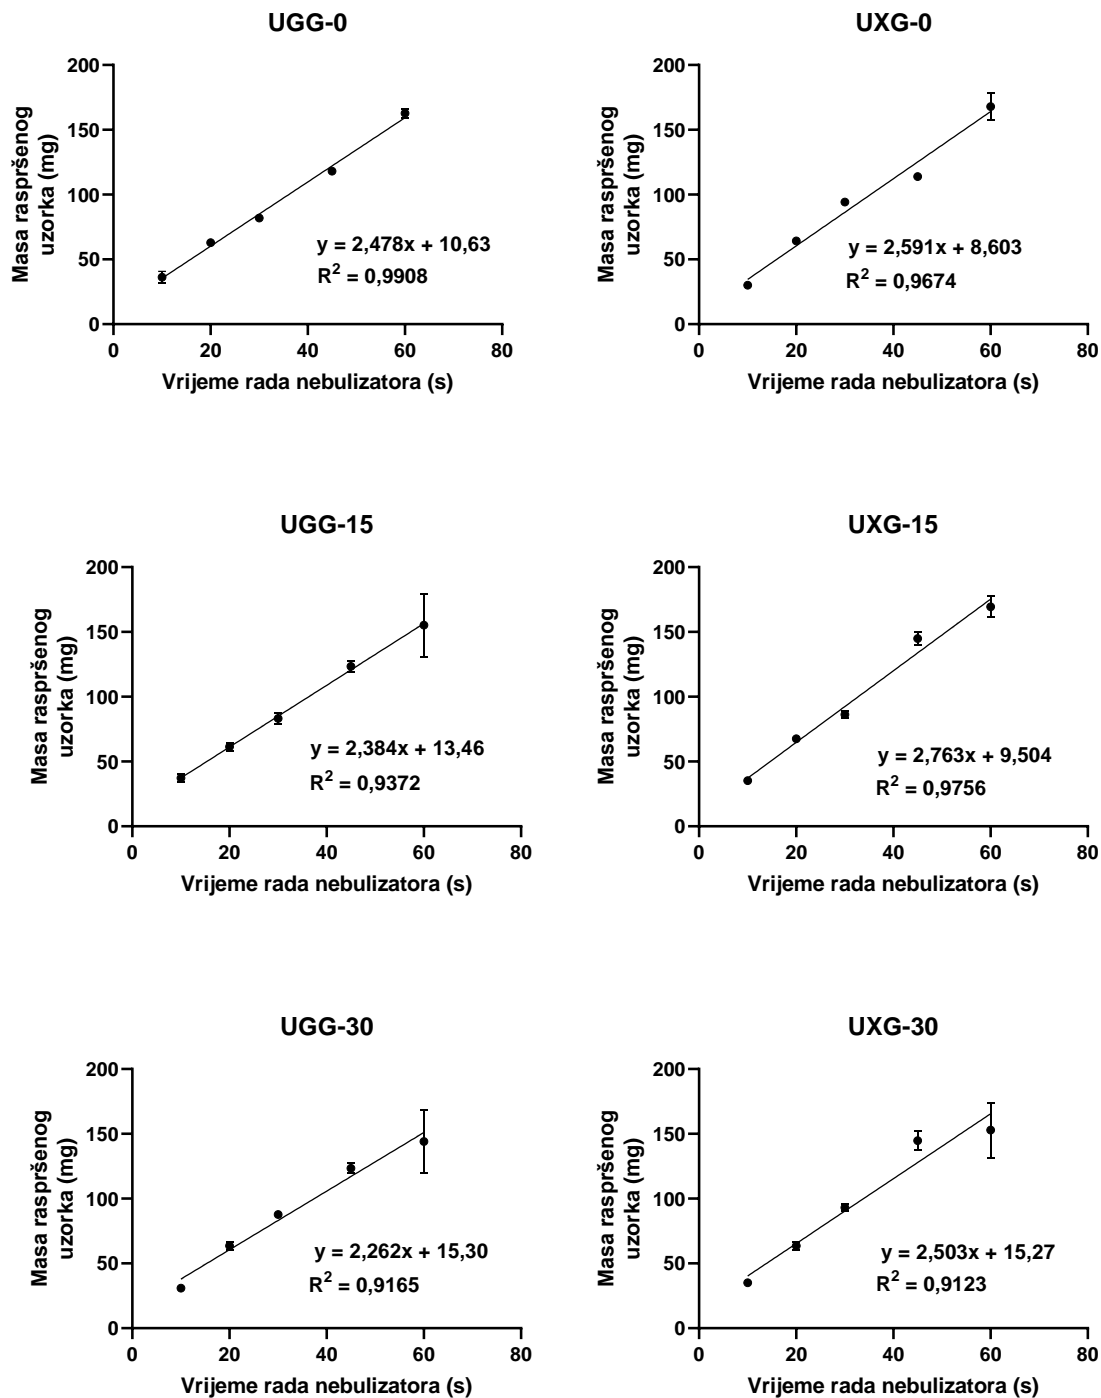 UGG-0
200
150
100
50
0
Masa raspršenog
uzorka (mg)
y = 2,478x + 10,63
R² = 0,9908
0 20 40 60 80
Vrijeme rada nebulizatora (s)
UXG-0
200
150
100
50
0
Masa raspršenog
uzorka (mg)
y = 2,591x + 8,603
R² = 0,9674
0 20 40 60 80
Vrijeme rada nebulizatora (s)
UGG-15
200
150
100
50
0
Masa raspršenog
uzorka (mg)
y = 2,384x + 13,46
R² = 0,9372
0 20 40 60 80
Vrijeme rada nebulizatora (s)
UXG-15
200
150
100
50
0
Masa raspršenog
uzorka (mg)
y = 2,763x + 9,504
R² = 0,9756
0 20 40 60 80
Vrijeme rada nebulizatora (s)
UGG-30
200
150
100
50
0
Masa raspršenog
uzorka (mg)
y = 2,262x + 15,30
R² = 0,9165
0 20 40 60 80
Vrijeme rada nebulizatora (s)
UXG-30
200
150
100
50
0
Masa raspršenog
uzorka (mg)
y = 2,503x + 15,27
R² = 0,9123
0 20 40 60 80
Vrijeme rada nebulizatora (s)